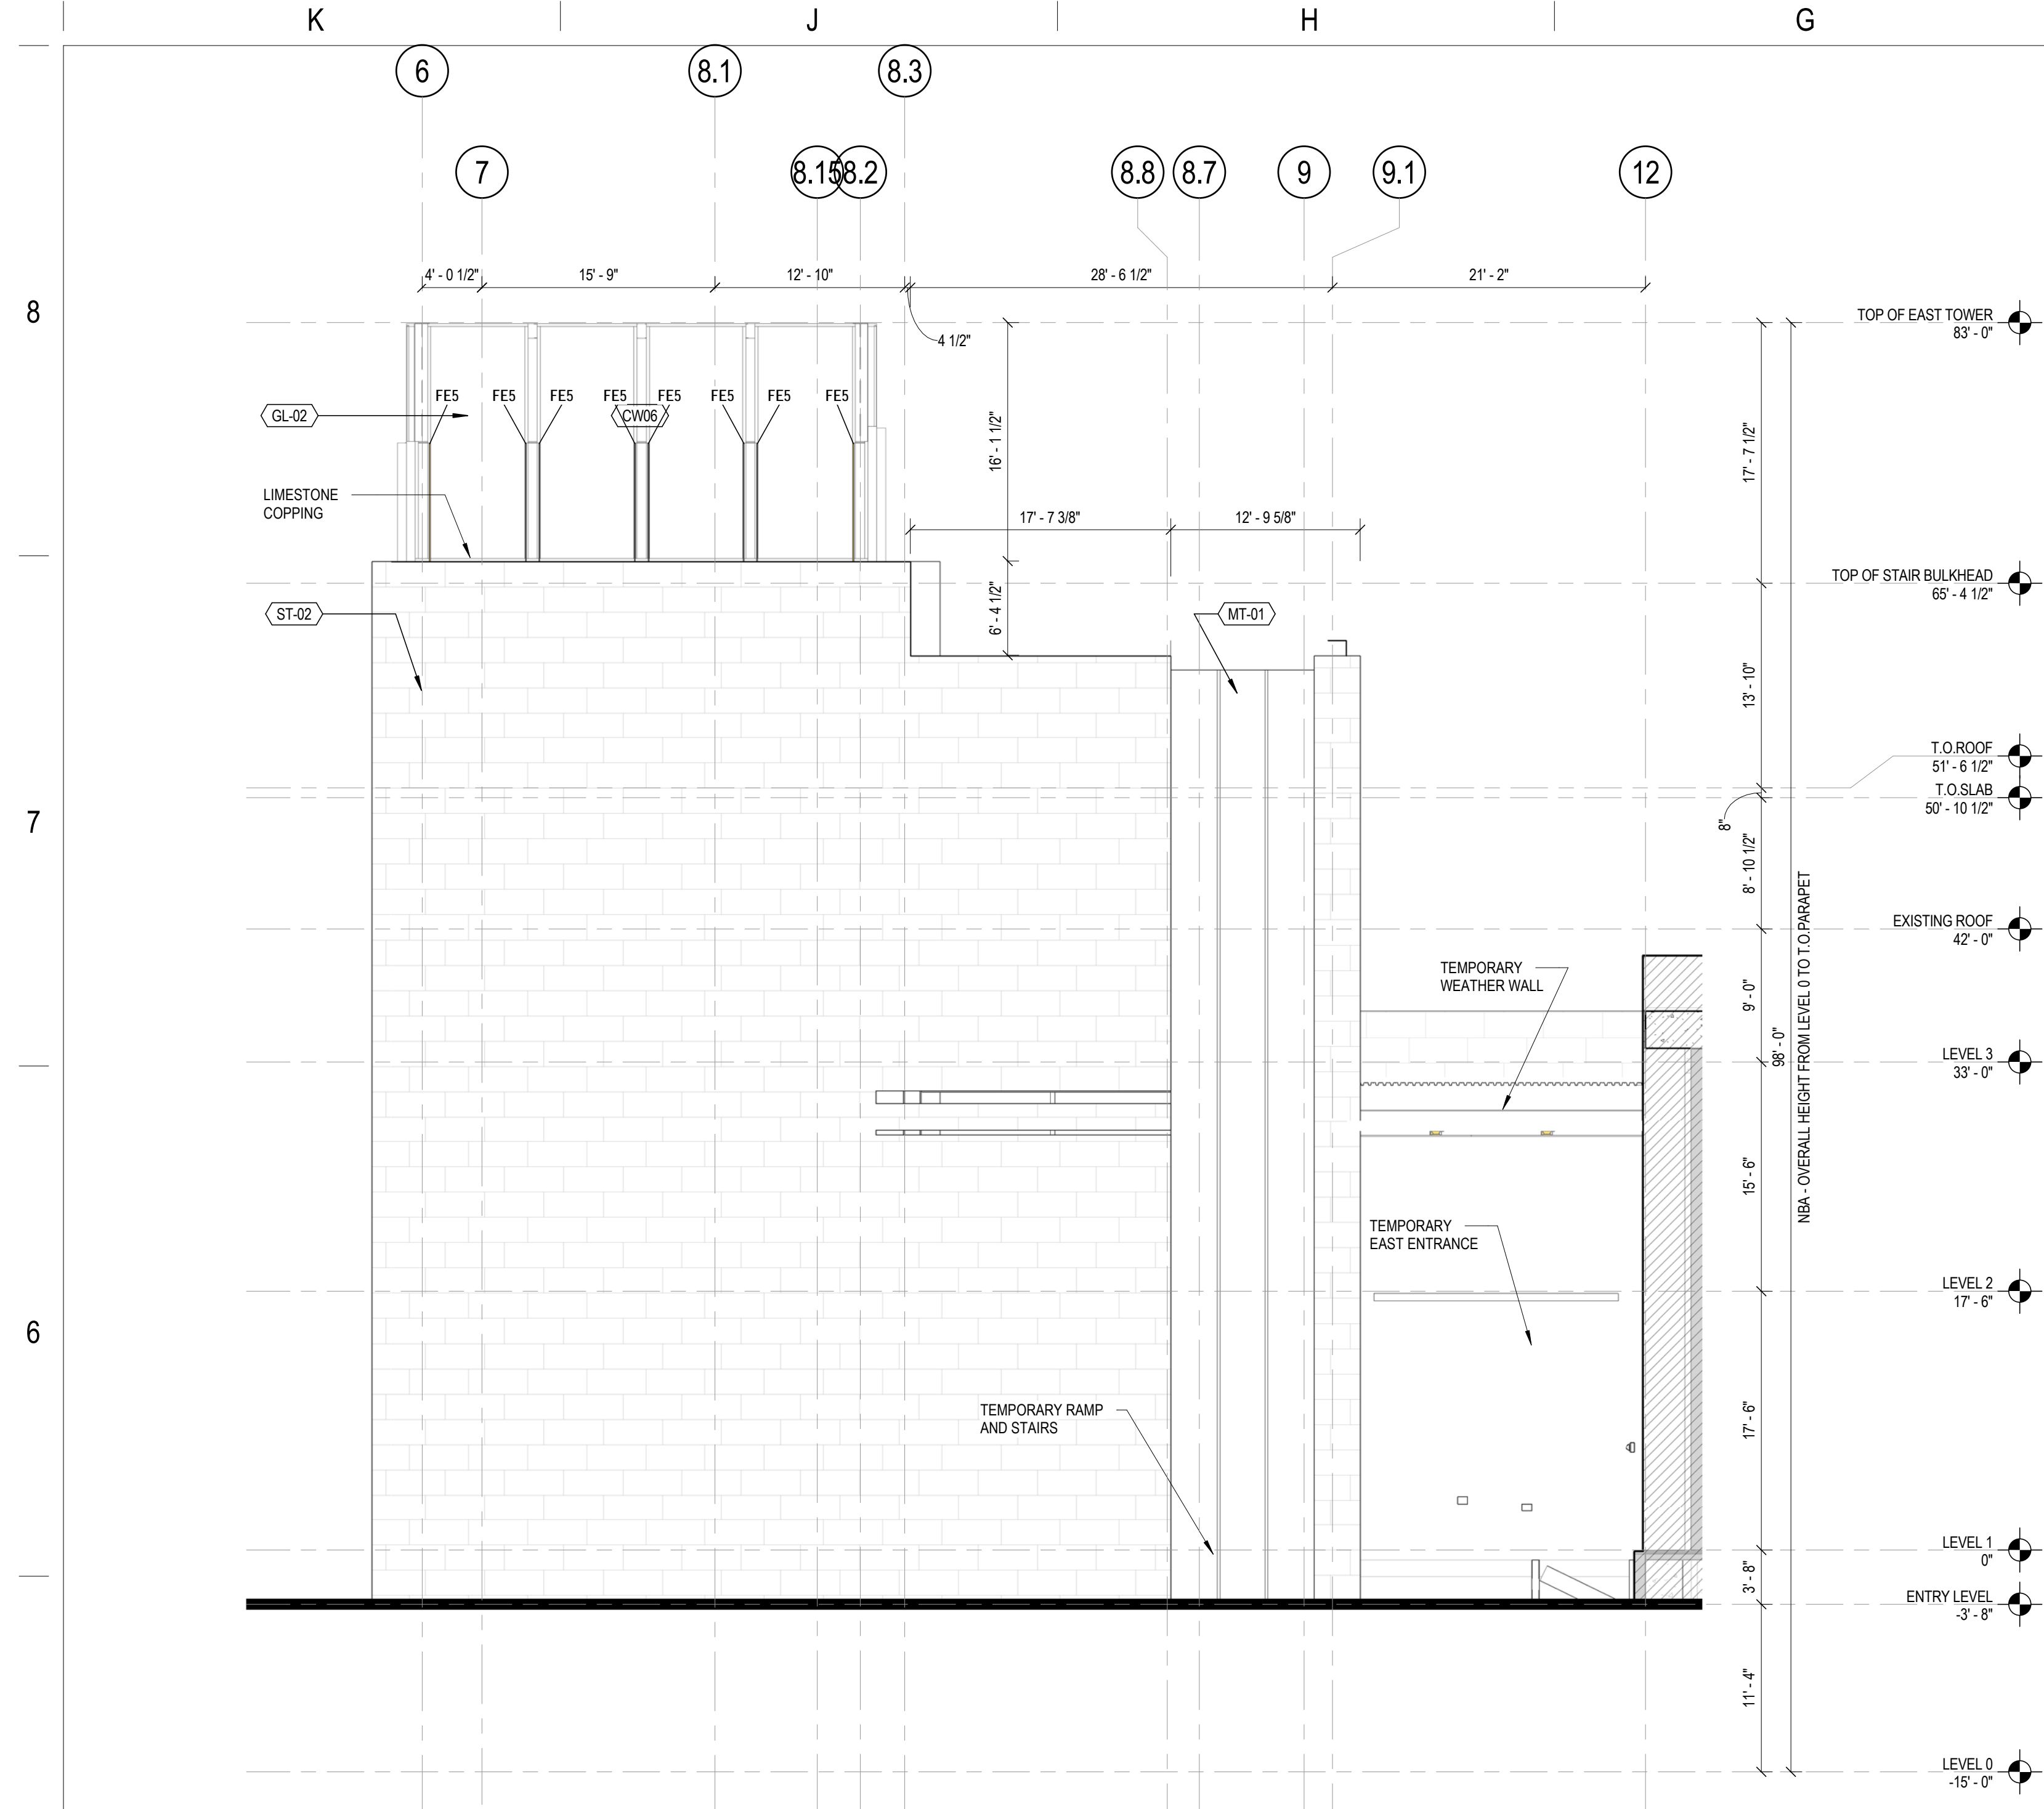 K J H G
6 8.1 8.3
7 8.15 8.2 8.8 8.7 9 9.1 12
4' - 0 1/2" 15' - 9" 12' - 10" 28' - 6 1/2" 21' - 2"
8
TOP OF EAST TOWER
83' - 0"
4 1/2"
FE5 FE5 FE5 FE5 FE5 FE5 FE5 FE5
GL-02 CW06
16' - 1 1/2"
17' - 7 1/2"
LIMESTONE
COPPING
17' - 7 3/8" 12' - 9 5/8"
TOP OF STAIR BULKHEAD
65' - 4 1/2"
ST-02
6' - 4 1/2"
MT-01
13' - 10"
T.O.ROOF
51' - 6 1/2"
T.O.SLAB
50' - 10 1/2"
7
8"
8' - 10 1/2"
EXISTING ROOF
42' - 0"
TEMPORARY
WEATHER WALL
9' - 0"
98' - 0"
NBA - OVERALL HEIGHT FROM LEVEL 0 TO T.O.PARAPET
LEVEL 3
33' - 0"
15' - 6"
TEMPORARY
EAST ENTRANCE
LEVEL 2
17' - 6"
6
TEMPORARY RAMP
AND STAIRS
17' - 6"
LEVEL 1
0"
3' - 8"
ENTRY LEVEL
-3' - 8"
11' - 4"
LEVEL 0
-15' - 0"